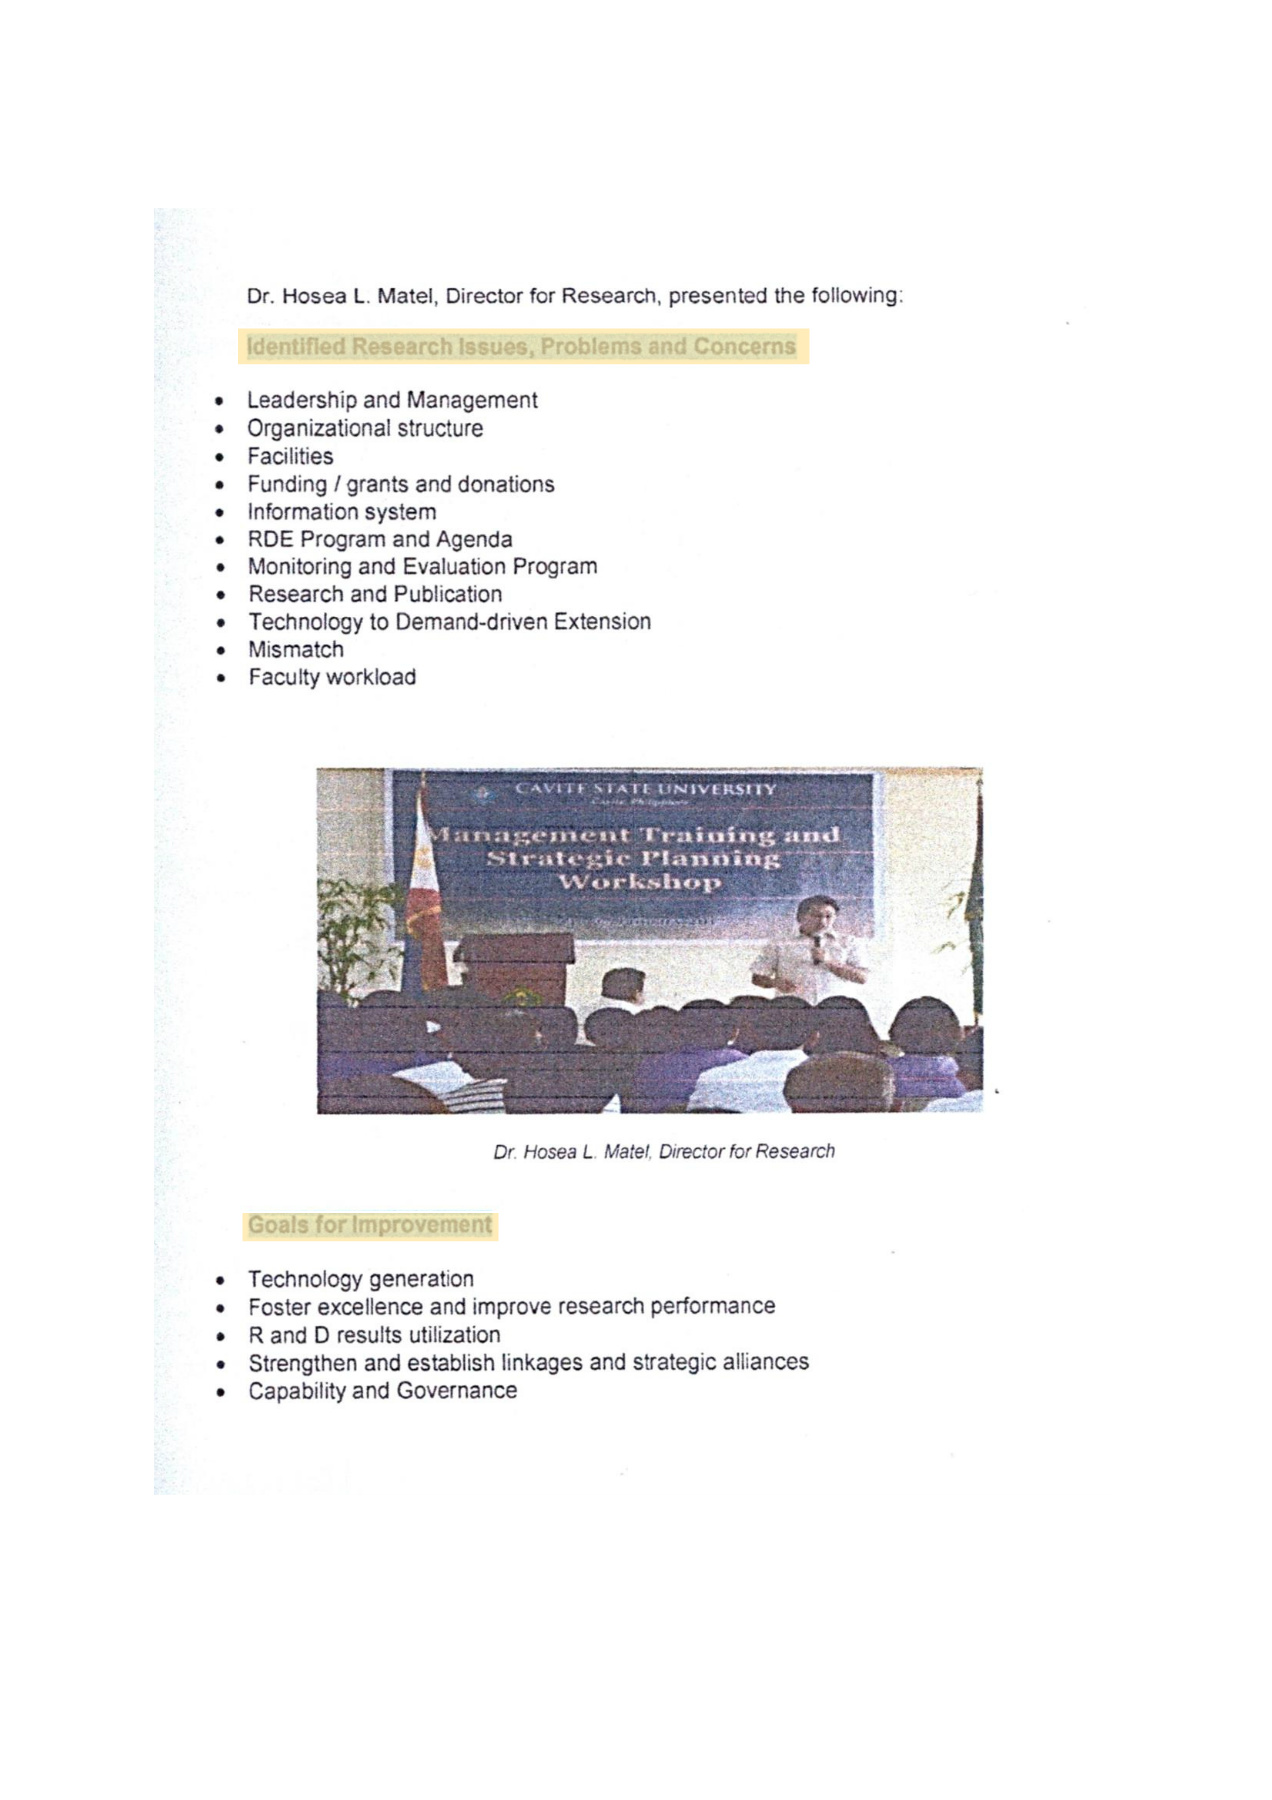 Dr. Hosea L. Matel, Director for Research, presented the following:
Identified Research Issues, Problems and Concerns
• Leadership and Management
• Organizational structure
• Facilities
• Funding / grants and donations
• Information system
• RDE Program and Agenda
• Monitoring and Evaluation Program
• Research and Publication
• Technology to Demand-driven Extension
• Mismatch
• Faculty workload
CAVITE STATE UNIVERSITY
Cavite, Philippines
Management Training and
Strategic Planning
Workshop
Dr. Hosea L. Matel, Director for Research
Goals for Improvement
• Technology generation
• Foster excellence and improve research performance
• R and D results utilization
• Strengthen and establish linkages and strategic alliances
• Capability and Governance